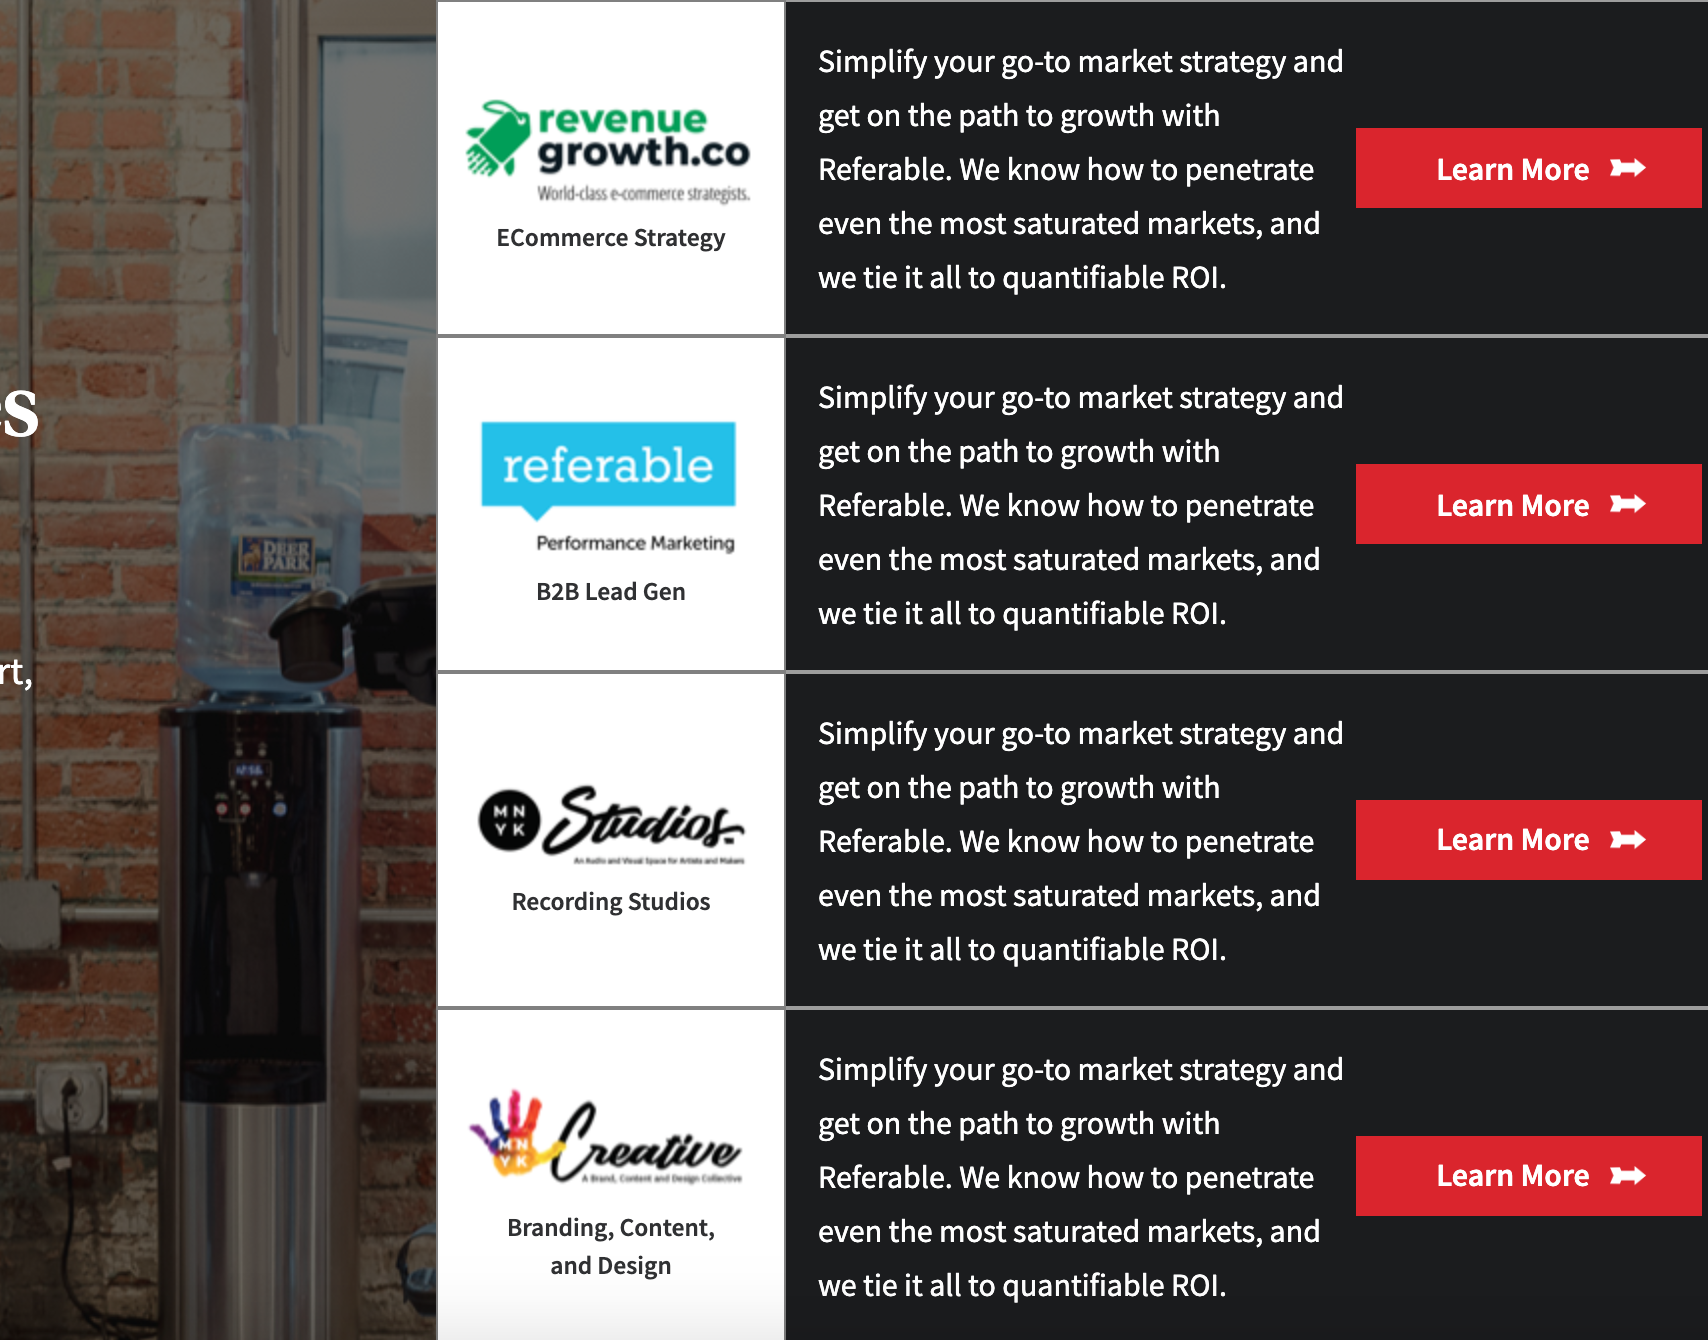 es
rt,
DEER
PARK
revenue
growth.co
World-class e-commerce strategists.
ECommerce Strategy
Simplify your go-to market strategy and
get on the path to growth with
Referable. We know how to penetrate
even the most saturated markets, and
we tie it all to quantifiable ROI.
Learn More
referable
Performance Marketing
B2B Lead Gen
Simplify your go-to market strategy and
get on the path to growth with
Referable. We know how to penetrate
even the most saturated markets, and
we tie it all to quantifiable ROI.
Learn More
MN
YK
Studios.
An Audio and Visual Space for Artists and Makers
Recording Studios
Simplify your go-to market strategy and
get on the path to growth with
Referable. We know how to penetrate
even the most saturated markets, and
we tie it all to quantifiable ROI.
Learn More
MN
YK
Creative
A Brand, Content and Design Collective
Branding, Content,
and Design
Simplify your go-to market strategy and
get on the path to growth with
Referable. We know how to penetrate
even the most saturated markets, and
we tie it all to quantifiable ROI.
Learn More